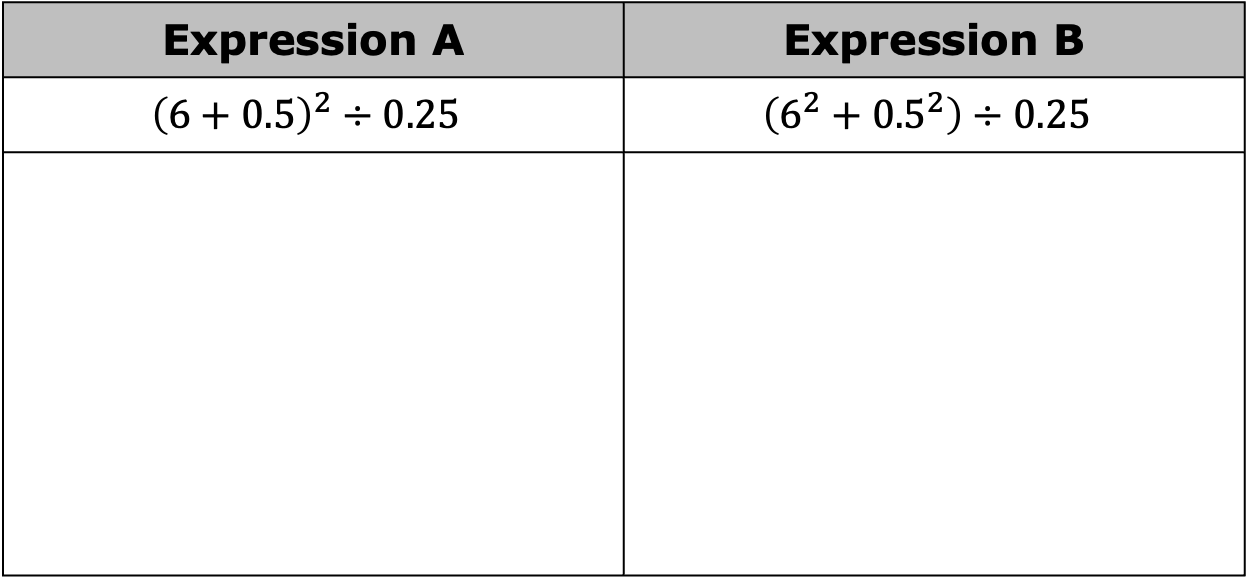 Expression A Expression B
(6 + 0.5)² ÷ 0.25 (6² + 0.5²) ÷ 0.25